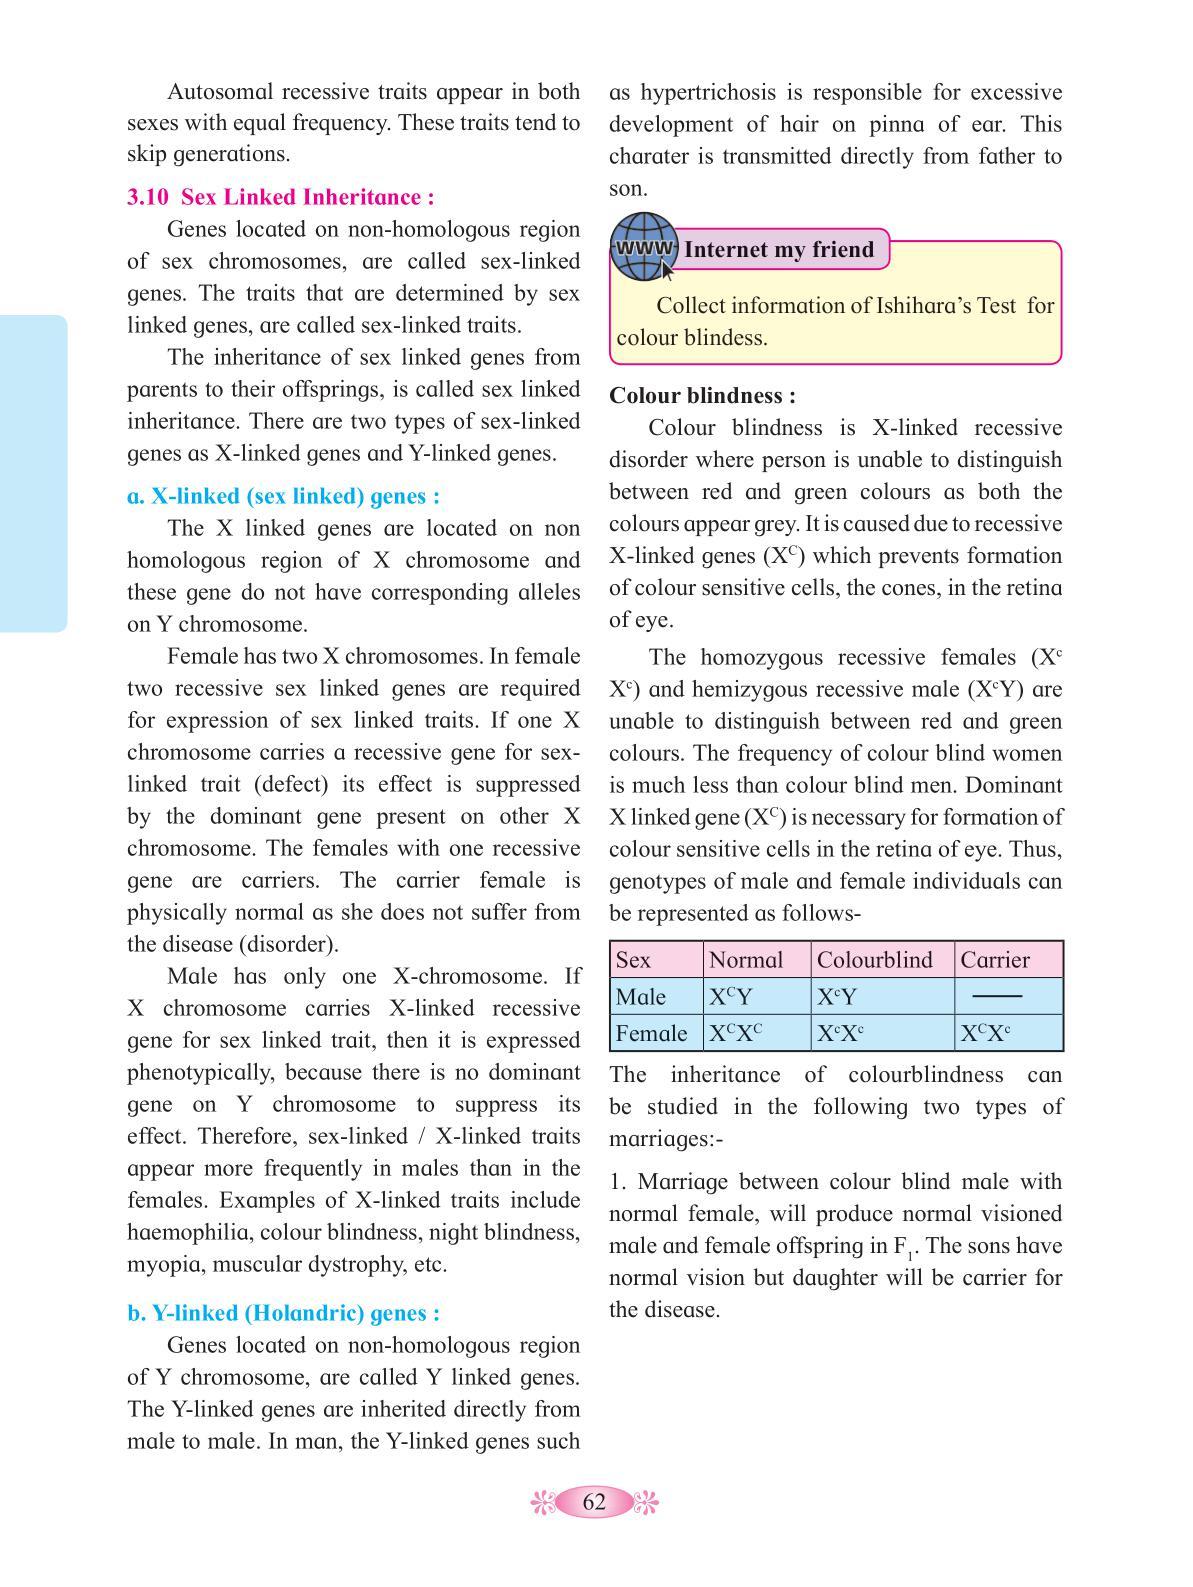 Autosomal recessive traits appear in both
sexes with equal frequency. These traits tend to
skip generations.
3.10 Sex Linked Inheritance :
Genes located on non-homologous region
of sex chromosomes, are called sex-linked
genes. The traits that are determined by sex
linked genes, are called sex-linked traits.
The inheritance of sex linked genes from
parents to their offsprings, is called sex linked
inheritance. There are two types of sex-linked
genes as X-linked genes and Y-linked genes.
a. X-linked (sex linked) genes :
The X linked genes are located on non
homologous region of X chromosome and
these gene do not have corresponding alleles
on Y chromosome.
Female has two X chromosomes. In female
two recessive sex linked genes are required
for expression of sex linked traits. If one X
chromosome carries a recessive gene for sex-
linked trait (defect) its effect is suppressed
by the dominant gene present on other X
chromosome. The females with one recessive
gene are carriers. The carrier female is
physically normal as she does not suffer from
the disease (disorder).
Male has only one X-chromosome. If
X chromosome carries X-linked recessive
gene for sex linked trait, then it is expressed
phenotypically, because there is no dominant
gene on Y chromosome to suppress its
effect. Therefore, sex-linked / X-linked traits
appear more frequently in males than in the
females. Examples of X-linked traits include
haemophilia, colour blindness, night blindness,
myopia, muscular dystrophy, etc.
b. Y-linked (Holandric) genes :
Genes located on non-homologous region
of Y chromosome, are called Y linked genes.
The Y-linked genes are inherited directly from
male to male. In man, the Y-linked genes such
as hypertrichosis is responsible for excessive
development of hair on pinna of ear. This
charater is transmitted directly from father to
son.
WWW Internet my friend
Collect information of Ishihara’s Test for
colour blindess.
Colour blindness :
Colour blindness is X-linked recessive
disorder where person is unable to distinguish
between red and green colours as both the
colours appear grey. It is caused due to recessive
X-linked genes (Xᶜ) which prevents formation
of colour sensitive cells, the cones, in the retina
of eye.
The homozygous recessive females (Xᶜ
Xᶜ) and hemizygous recessive male (XᶜY) are
unable to distinguish between red and green
colours. The frequency of colour blind women
is much less than colour blind men. Dominant
X linked gene (X^C) is necessary for formation of
colour sensitive cells in the retina of eye. Thus,
genotypes of male and female individuals can
be represented as follows-
Sex Normal Colourblind Carrier
Male X^CY XᶜY —
Female X^CX^C XᶜXᶜ X^CXᶜ
The inheritance of colourblindness can
be studied in the following two types of
marriages:-
1. Marriage between colour blind male with
normal female, will produce normal visioned
male and female offspring in F₁. The sons have
normal vision but daughter will be carrier for
the disease.
62